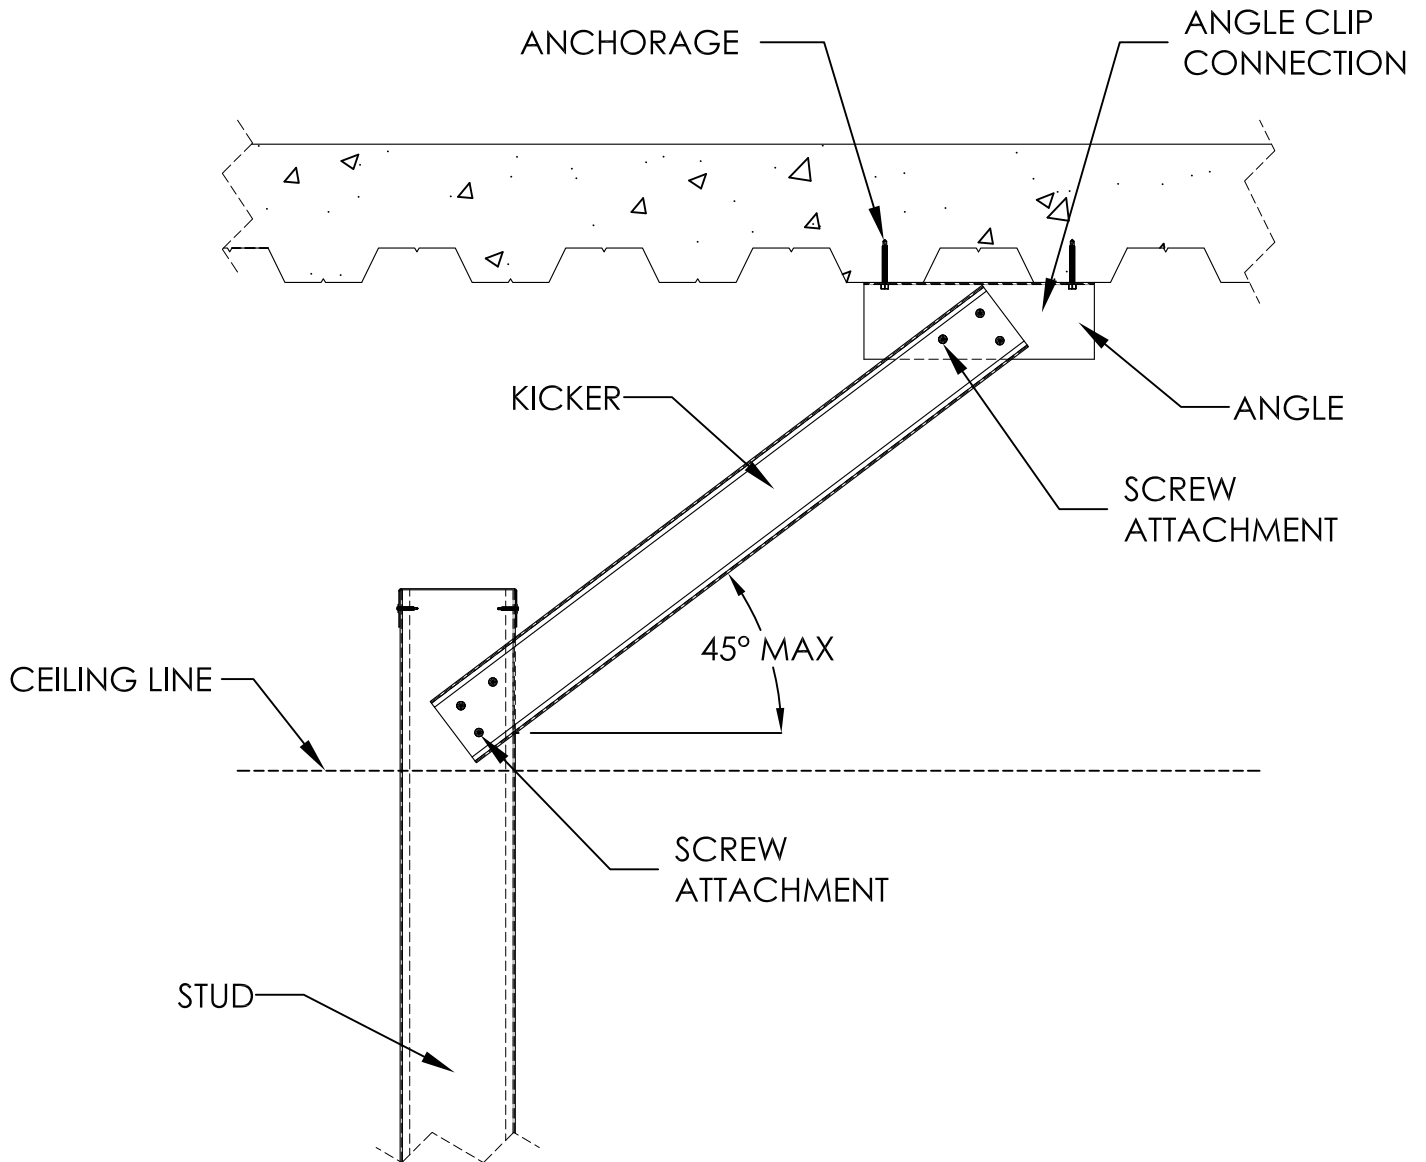 ANCHORAGE
ANGLE CLIP
CONNECTION
KICKER
ANGLE
SCREW
ATTACHMENT
45° MAX
CEILING LINE
SCREW
ATTACHMENT
STUD